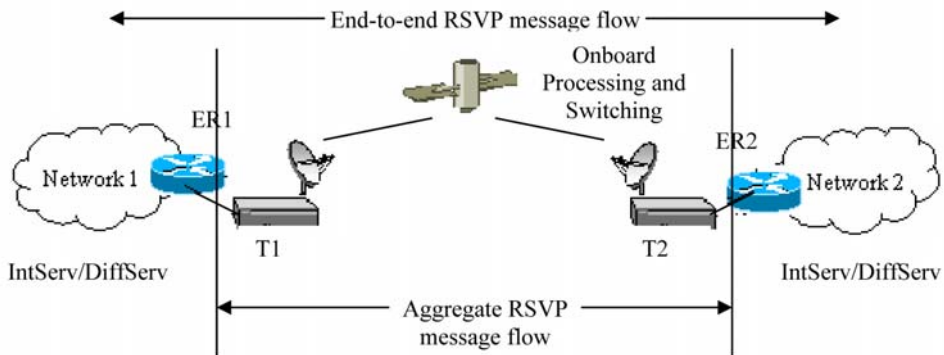 End-to-end RSVP message flow
Onboard
Processing and
Switching
ER1
ER2
Network 1
Network 2
T1
T2
IntServ/DiffServ
IntServ/DiffServ
Aggregate RSVP
message flow